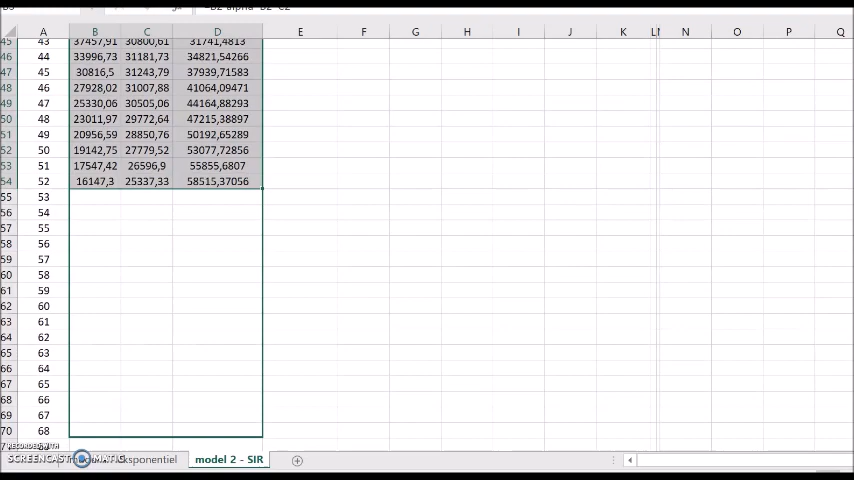 A B C D E F G H I J K N O P Q
45 43 37457,91 30800,61 31741,4813
46 44 33996,73 31181,73 34821,54266
47 45 30816,5 31243,79 37939,71583
48 46 27928,02 31007,88 41064,09471
49 47 25330,06 30505,06 44164,88293
50 48 23011,97 29772,64 47215,38897
51 49 20956,59 28850,76 50192,65289
52 50 19142,75 27779,52 53077,72856
53 51 17547,42 26596,9 55855,6807
54 52 16147,3 25337,33 58515,37056
55 53
56 54
57 55
58 56
59 57
60 58
61 59
62 60
63 61
64 62
65 63
66 64
67 65
68 66
69 67
70 68
RECORDED WITH
SCREENCAST MATIC
ksponentiel model 2 - SIR